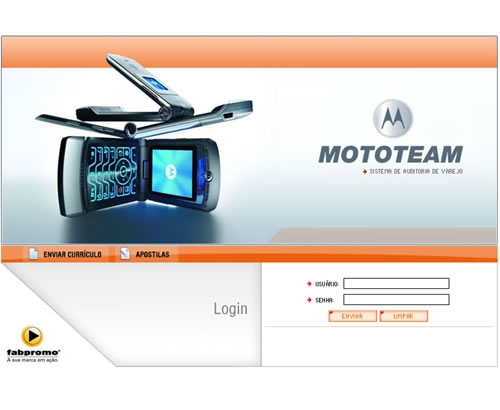 MOTOTEAM
SISTEMA DE AUDITORIA DE VAREJO
ENVIAR CURRÍCULO
APOSTILAS
Login
USUÁRIO:
SENHA:
ENVIAR
LIMPAR
fabpromo®
A sua marca em ação.